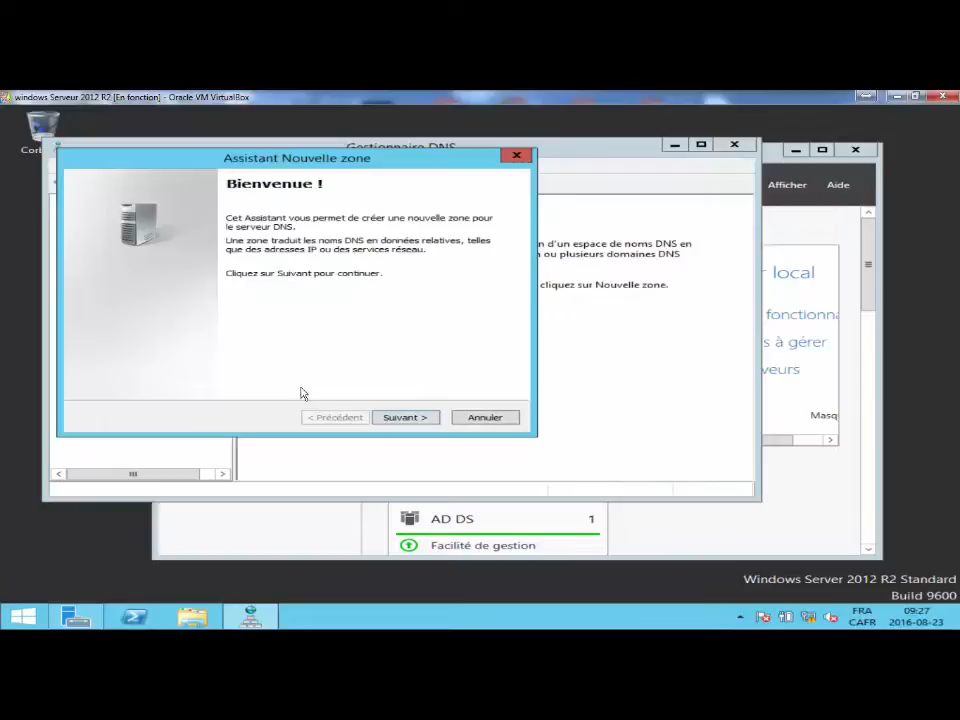 windows Serveur 2012 R2 [En fonction] - Oracle VM VirtualBox
Gestionnaire DNS
Assistant Nouvelle zone
Bienvenue !
Cet Assistant vous permet de créer une nouvelle zone pour
le serveur DNS.
Une zone traduit les noms DNS en données relatives, telles
que des adresses IP ou des services réseau.
Cliquez sur Suivant pour continuer.
< Précédent
Suivant >
Annuler
n d'un espace de noms DNS en
ou plusieurs domaines DNS
cliquez sur Nouvelle zone.
Afficher
Aide
r local
fonctionna
s à gérer
veurs
Masq
AD DS
1
Facilité de gestion
Windows Server 2012 R2 Standard
Build 9600
FRA
CAFR
09:27
2016-08-23